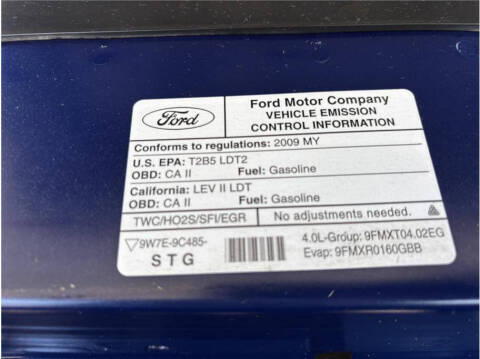 Ford
Ford Motor Company
VEHICLE EMISSION
CONTROL INFORMATION
Conforms to regulations: 2009 MY
U.S. EPA: T2B5 LDT2
OBD: CA II Fuel: Gasoline
California: LEV II LDT
OBD: CA II Fuel: Gasoline
TWC/HO2S/SFI/EGR No adjustments needed.
9W7E-9C485-
STG
4.0L-Group: 9FMXT04.02EG
Evap: 9FMXR0160GBB